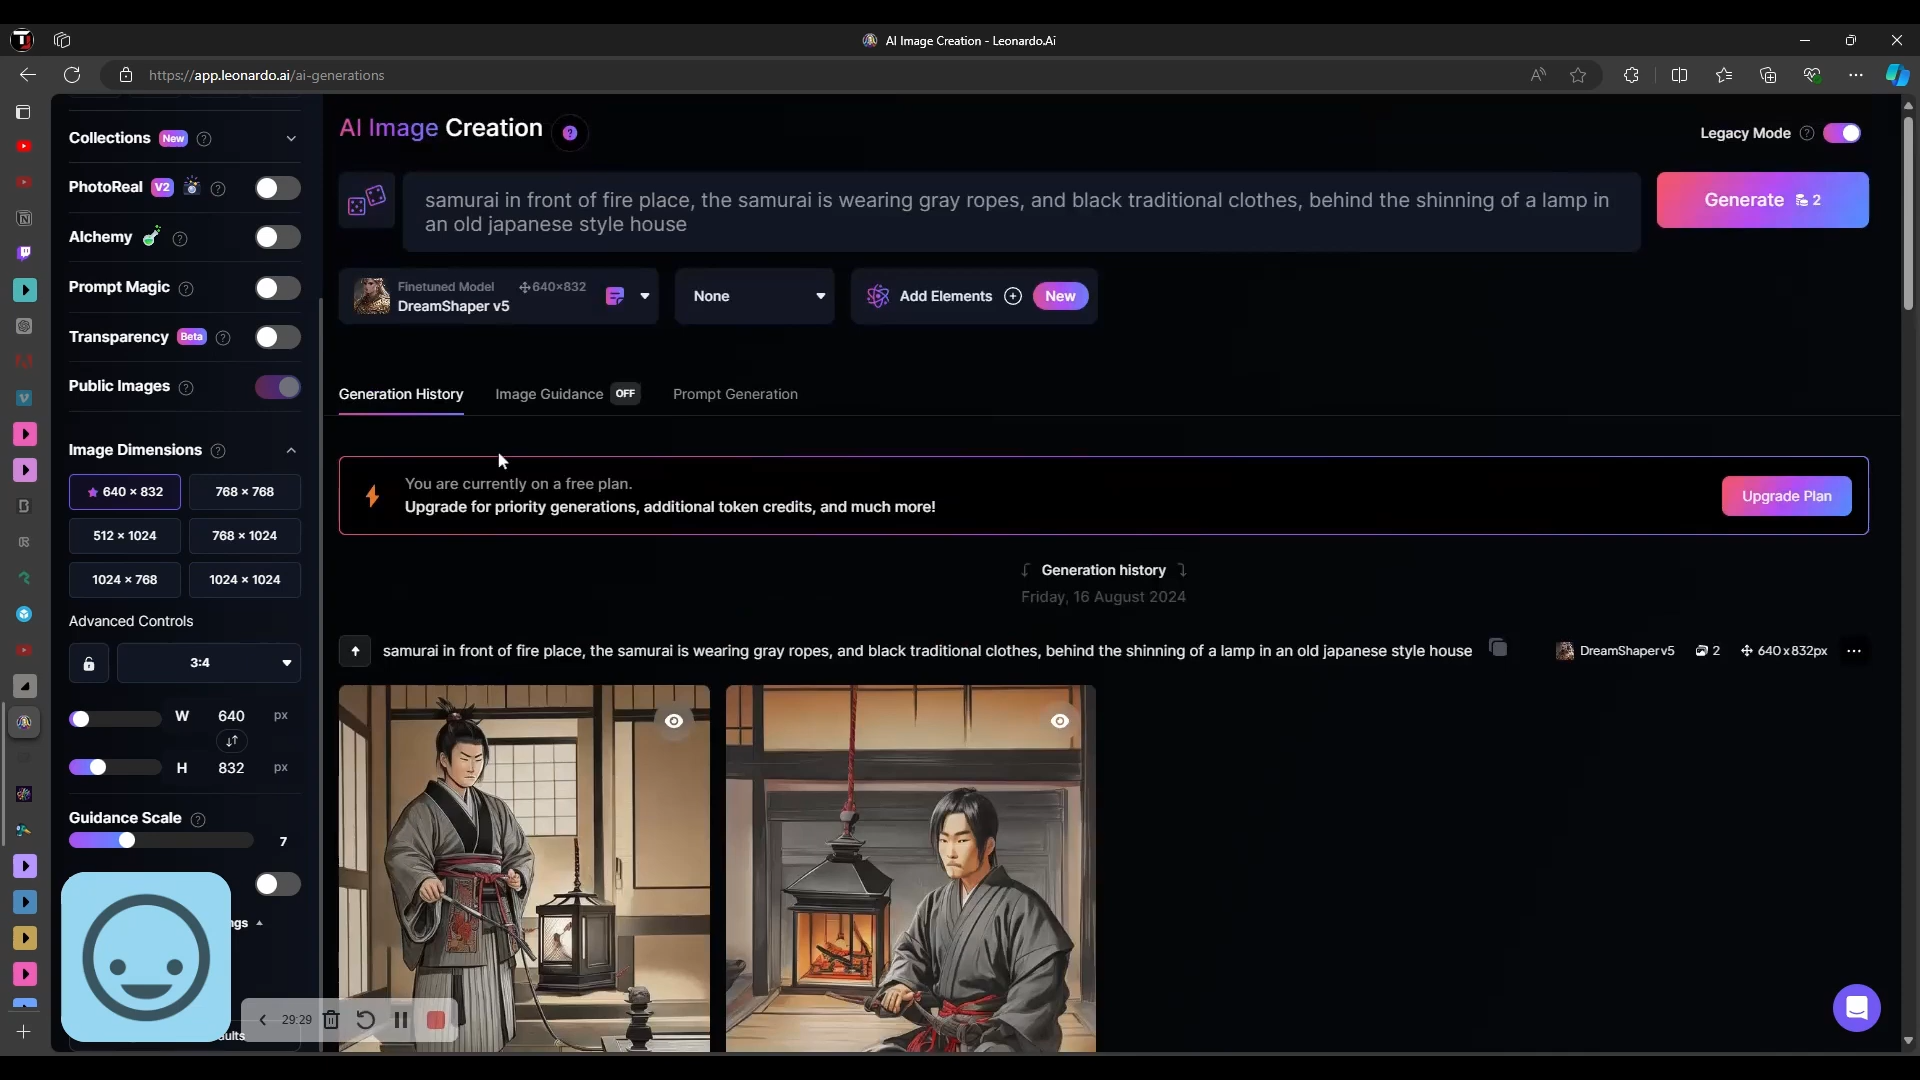 AI Image Creation - Leonardo.Ai
https://app.leonardo.ai/ai-generations
Collections New
PhotoReal V2
Alchemy
Prompt Magic
Transparency Beta
Public Images
Image Dimensions
640 × 832
768 × 768
512 × 1024
768 × 1024
1024 × 768
1024 × 1024
Advanced Controls
3:4
W 640 px
H 832 px
Guidance Scale
7
ngs
29:29
aults
AI Image Creation
Legacy Mode
samurai in front of fire place, the samurai is wearing gray ropes, and black traditional clothes, behind the shinning of a lamp in
an old japanese style house
Generate 2
Finetuned Model 640×832
DreamShaper v5
None
Add Elements New
Generation History
Image Guidance OFF
Prompt Generation
You are currently on a free plan.
Upgrade for priority generations, additional token credits, and much more!
Upgrade Plan
Generation history
Friday, 16 August 2024
samurai in front of fire place, the samurai is wearing gray ropes, and black traditional clothes, behind the shinning of a lamp in an old japanese style house
DreamShaper v5 2 640 x 832px